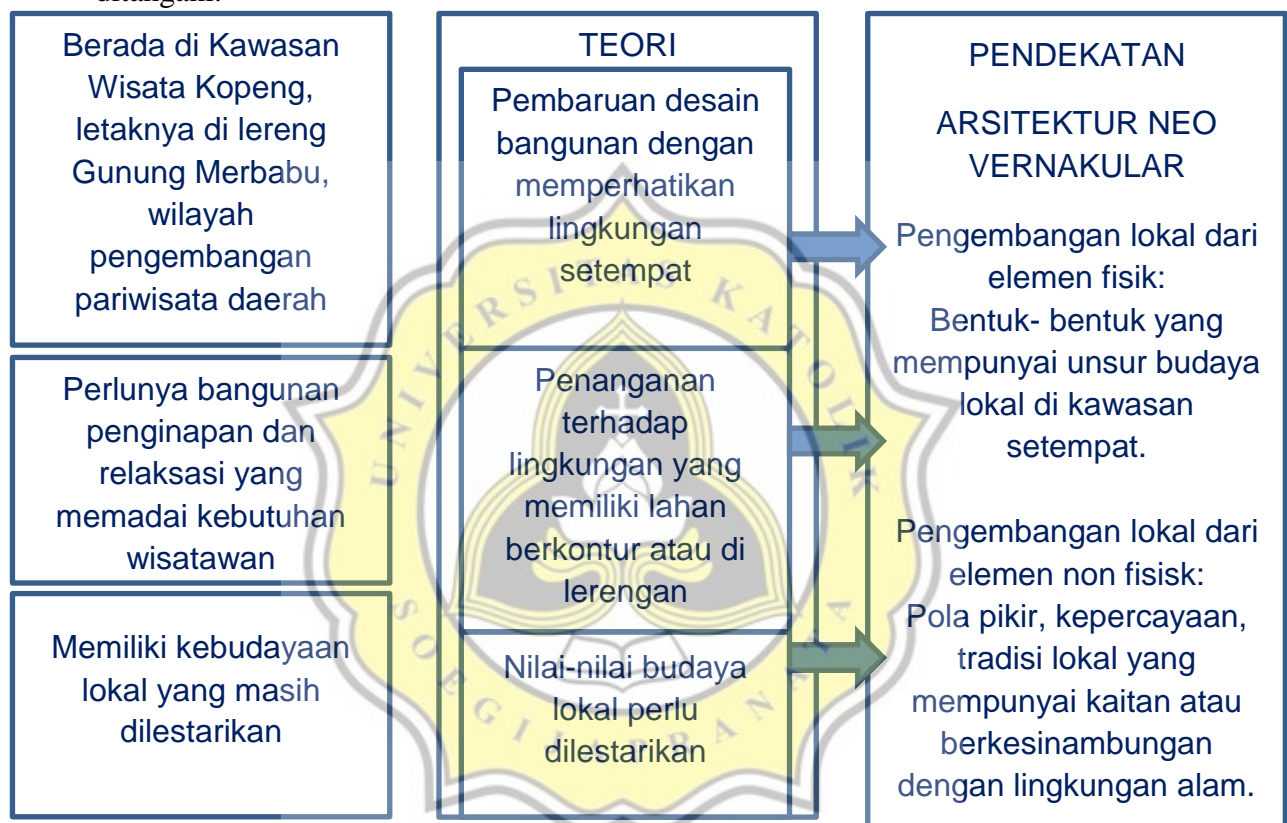 Berada di Kawasan
Wisata Kopeng,
letaknya di lereng
Gunung Merbabu,
wilayah
pengembangan
pariwisata daerah
Perlunya bangunan
penginapan dan
relaksasi yang
memadai kebutuhan
wisatawan
Memiliki kebudayaan
lokal yang masih
dilestarikan
TEORI
Pembaruan desain
bangunan dengan
memperhatikan
lingkungan
setempat
Penanganan
terhadap
lingkungan yang
memiliki lahan
berkontur atau di
lerengan
Nilai-nilai budaya
lokal perlu
dilestarikan
PENDEKATAN
ARSITEKTUR NEO
VERNAKULAR
Pengembangan lokal dari
elemen fisik:
Bentuk- bentuk yang
mempunyai unsur budaya
lokal di kawasan
setempat.
Pengembangan lokal dari
elemen non fisisk:
Pola pikir, kepercayaan,
tradisi lokal yang
mempunyai kaitan atau
berkesinambungan
dengan lingkungan alam.
UNIVERSITAS KATOLIK
SOEGIJAPRANATA